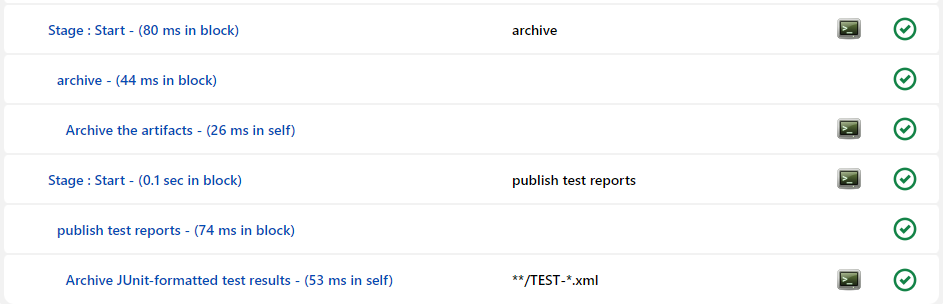 Stage : Start - (80 ms in block) archive
archive - (44 ms in block)
Archive the artifacts - (26 ms in self)
Stage : Start - (0.1 sec in block) publish test reports
publish test reports - (74 ms in block)
Archive JUnit-formatted test results - (53 ms in self) **/TEST-*.xml